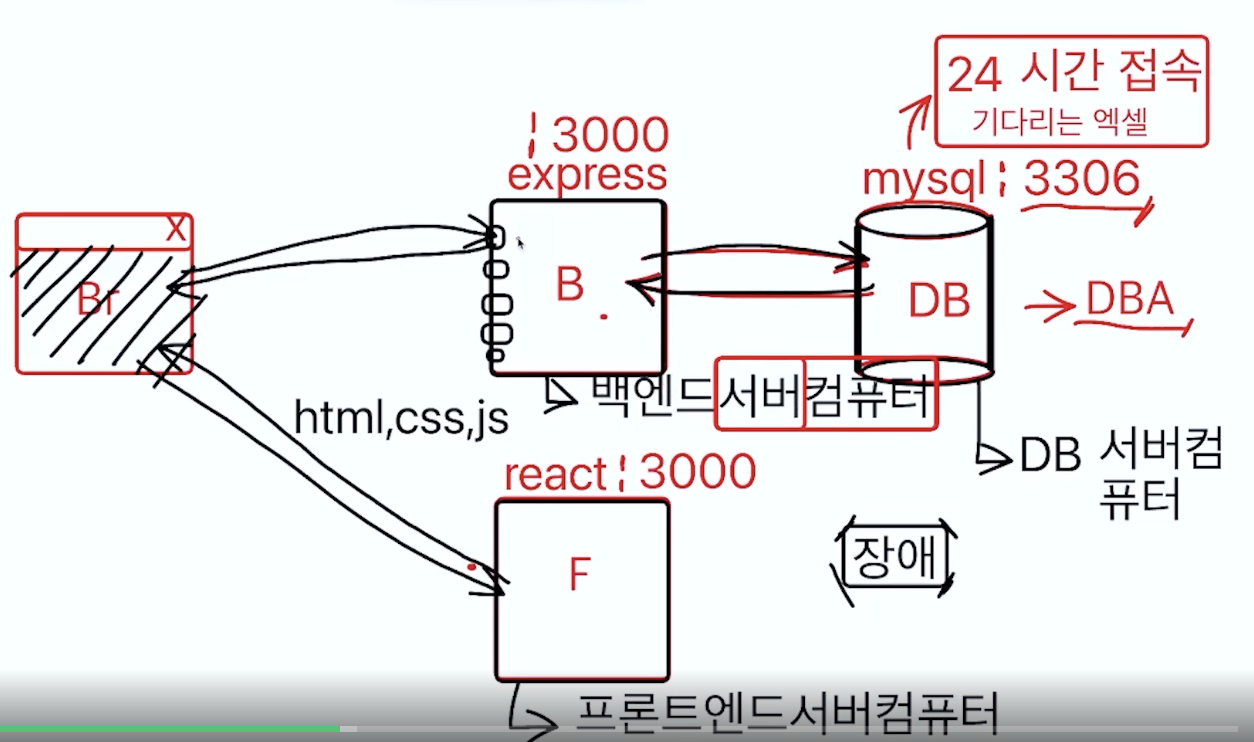 24 시간 접속
기다리는 엑셀
¦ 3000
express
mysql ¦ 3306
X
Br
B
DB
→ DBA
백엔드서버컴퓨터
html,css,js
DB 서버컴
퓨터
react ¦ 3000
장애
F
프론트엔드서버컴퓨터